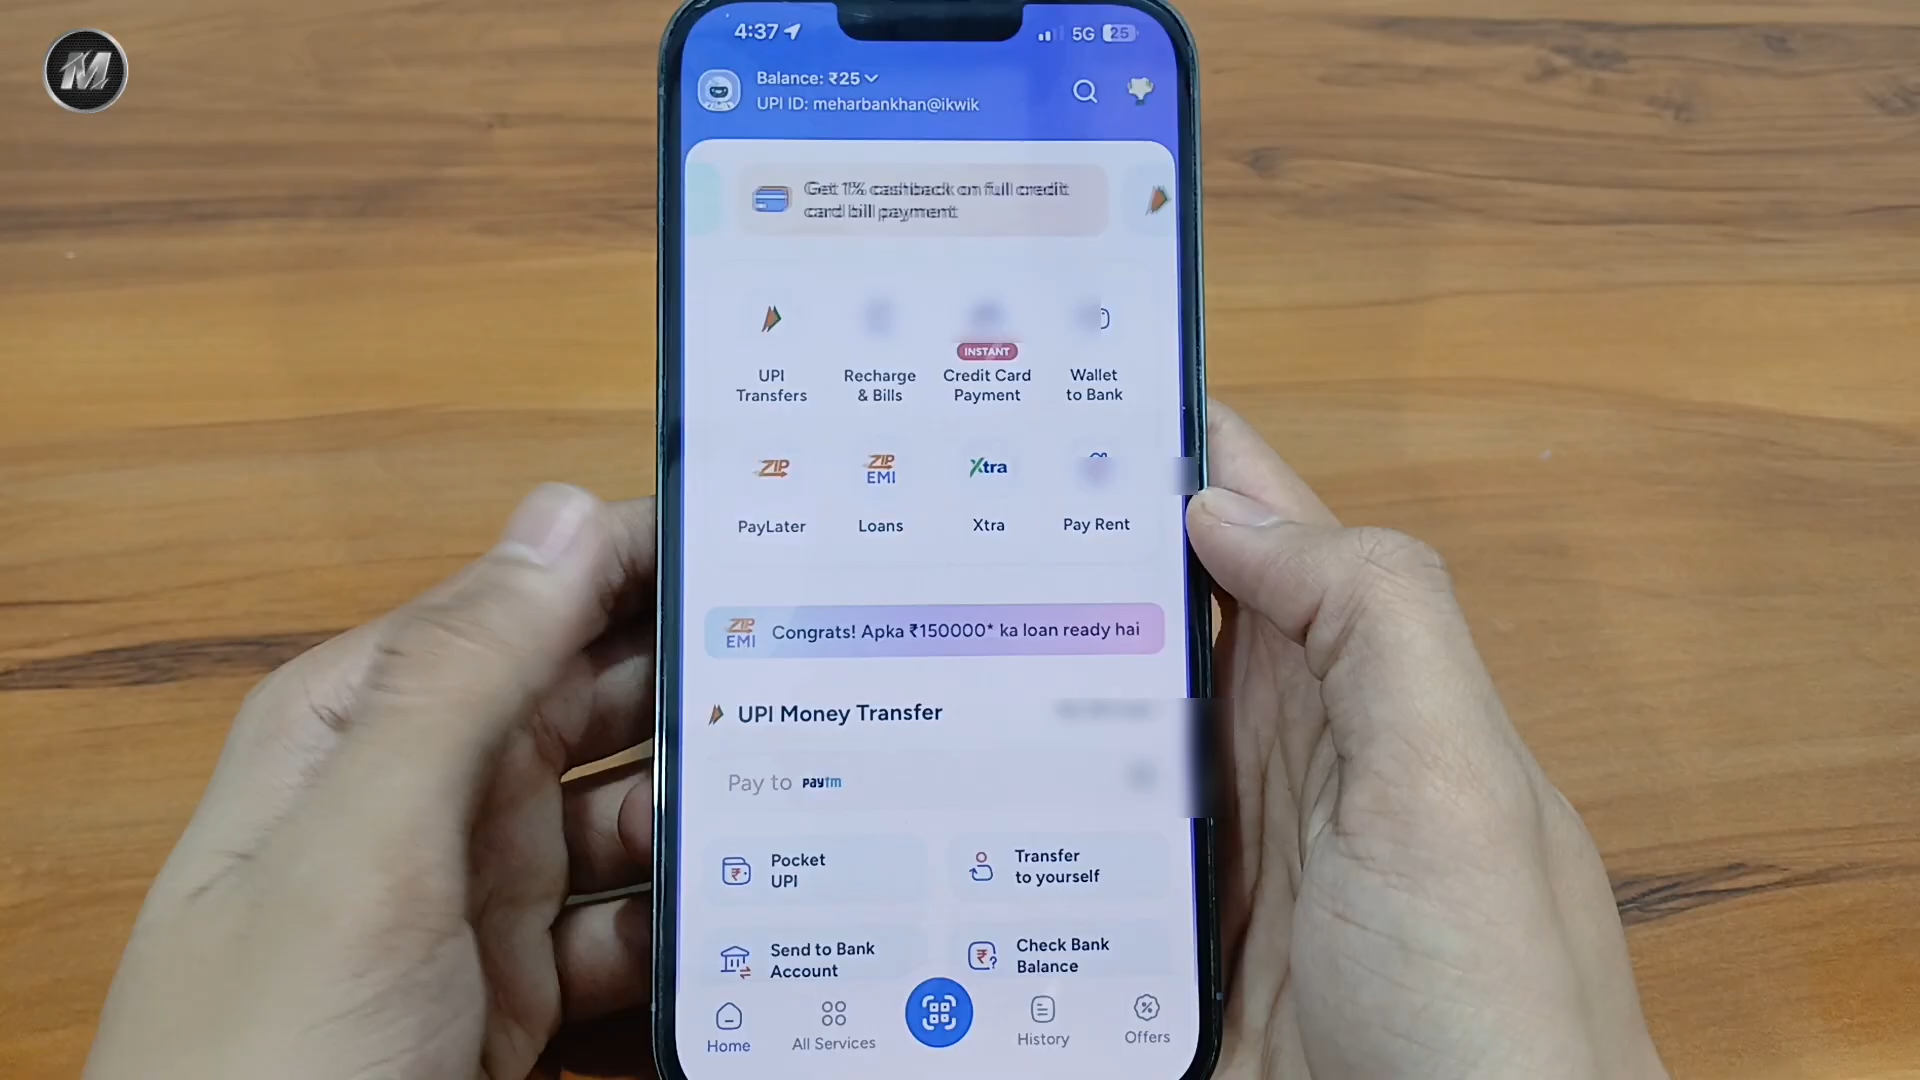 M
4:37
5G 25
Balance: ₹25
UPI ID: meharbankhan@ikwik
Get 1% cashback on full credit
card bill payment
INSTANT
UPI
Transfers
Recharge
& Bills
Credit Card
Payment
Wallet
to Bank
ZIP
ZIP
EMI
Xtra
PayLater
Loans
Xtra
Pay Rent
ZIP
EMI
Congrats! Apka ₹150000* ka loan ready hai
UPI Money Transfer
Pay to paytm
Pocket
UPI
Transfer
to yourself
Send to Bank
Account
Check Bank
Balance
Home
All Services
History
Offers